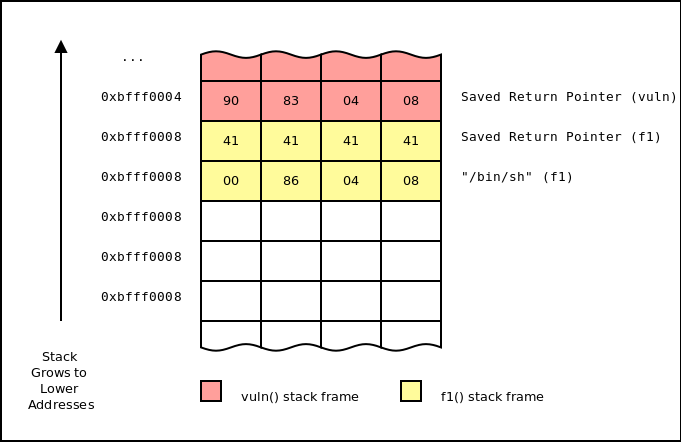 ...
0xbfff0004 90 83 04 08 Saved Return Pointer (vuln)
0xbfff0008 41 41 41 41 Saved Return Pointer (f1)
0xbfff0008 00 86 04 08 "/bin/sh" (f1)
0xbfff0008
0xbfff0008
0xbfff0008
Stack
Grows to
Lower
Addresses
vuln() stack frame f1() stack frame